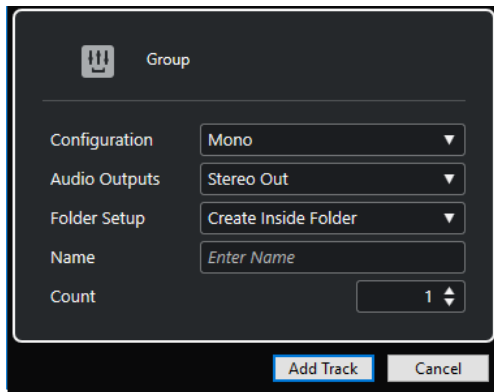 Group
Configuration Mono
Audio Outputs Stereo Out
Folder Setup Create Inside Folder
Name Enter Name
Count 1
Add Track Cancel